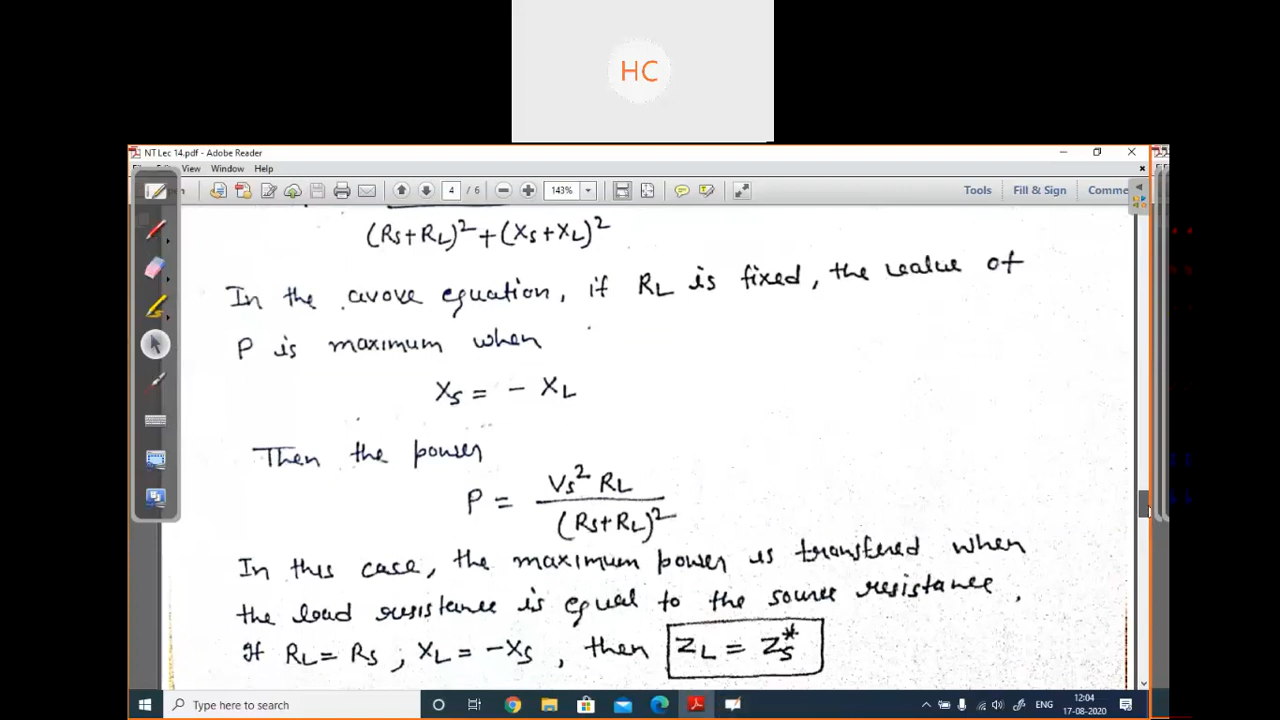 HC
NT Lec 14.pdf - Adobe Reader
View Window Help
4 / 6 143% Tools Fill & Sign Comme
(Rs+RL)²+(Xs+XL)²
In the avove equation, if RL is fixed, the value of
P is maximum when
Xs = - XL
Then the power
P = Vs² RL
(Rs+RL)²
In this case, the maximum power is transfered when
the load resistance is equal to the source resistance.
If RL = Rs ; XL = -Xs , then ZL = Zs*
Type here to search
ENG
12:04
17-08-2020